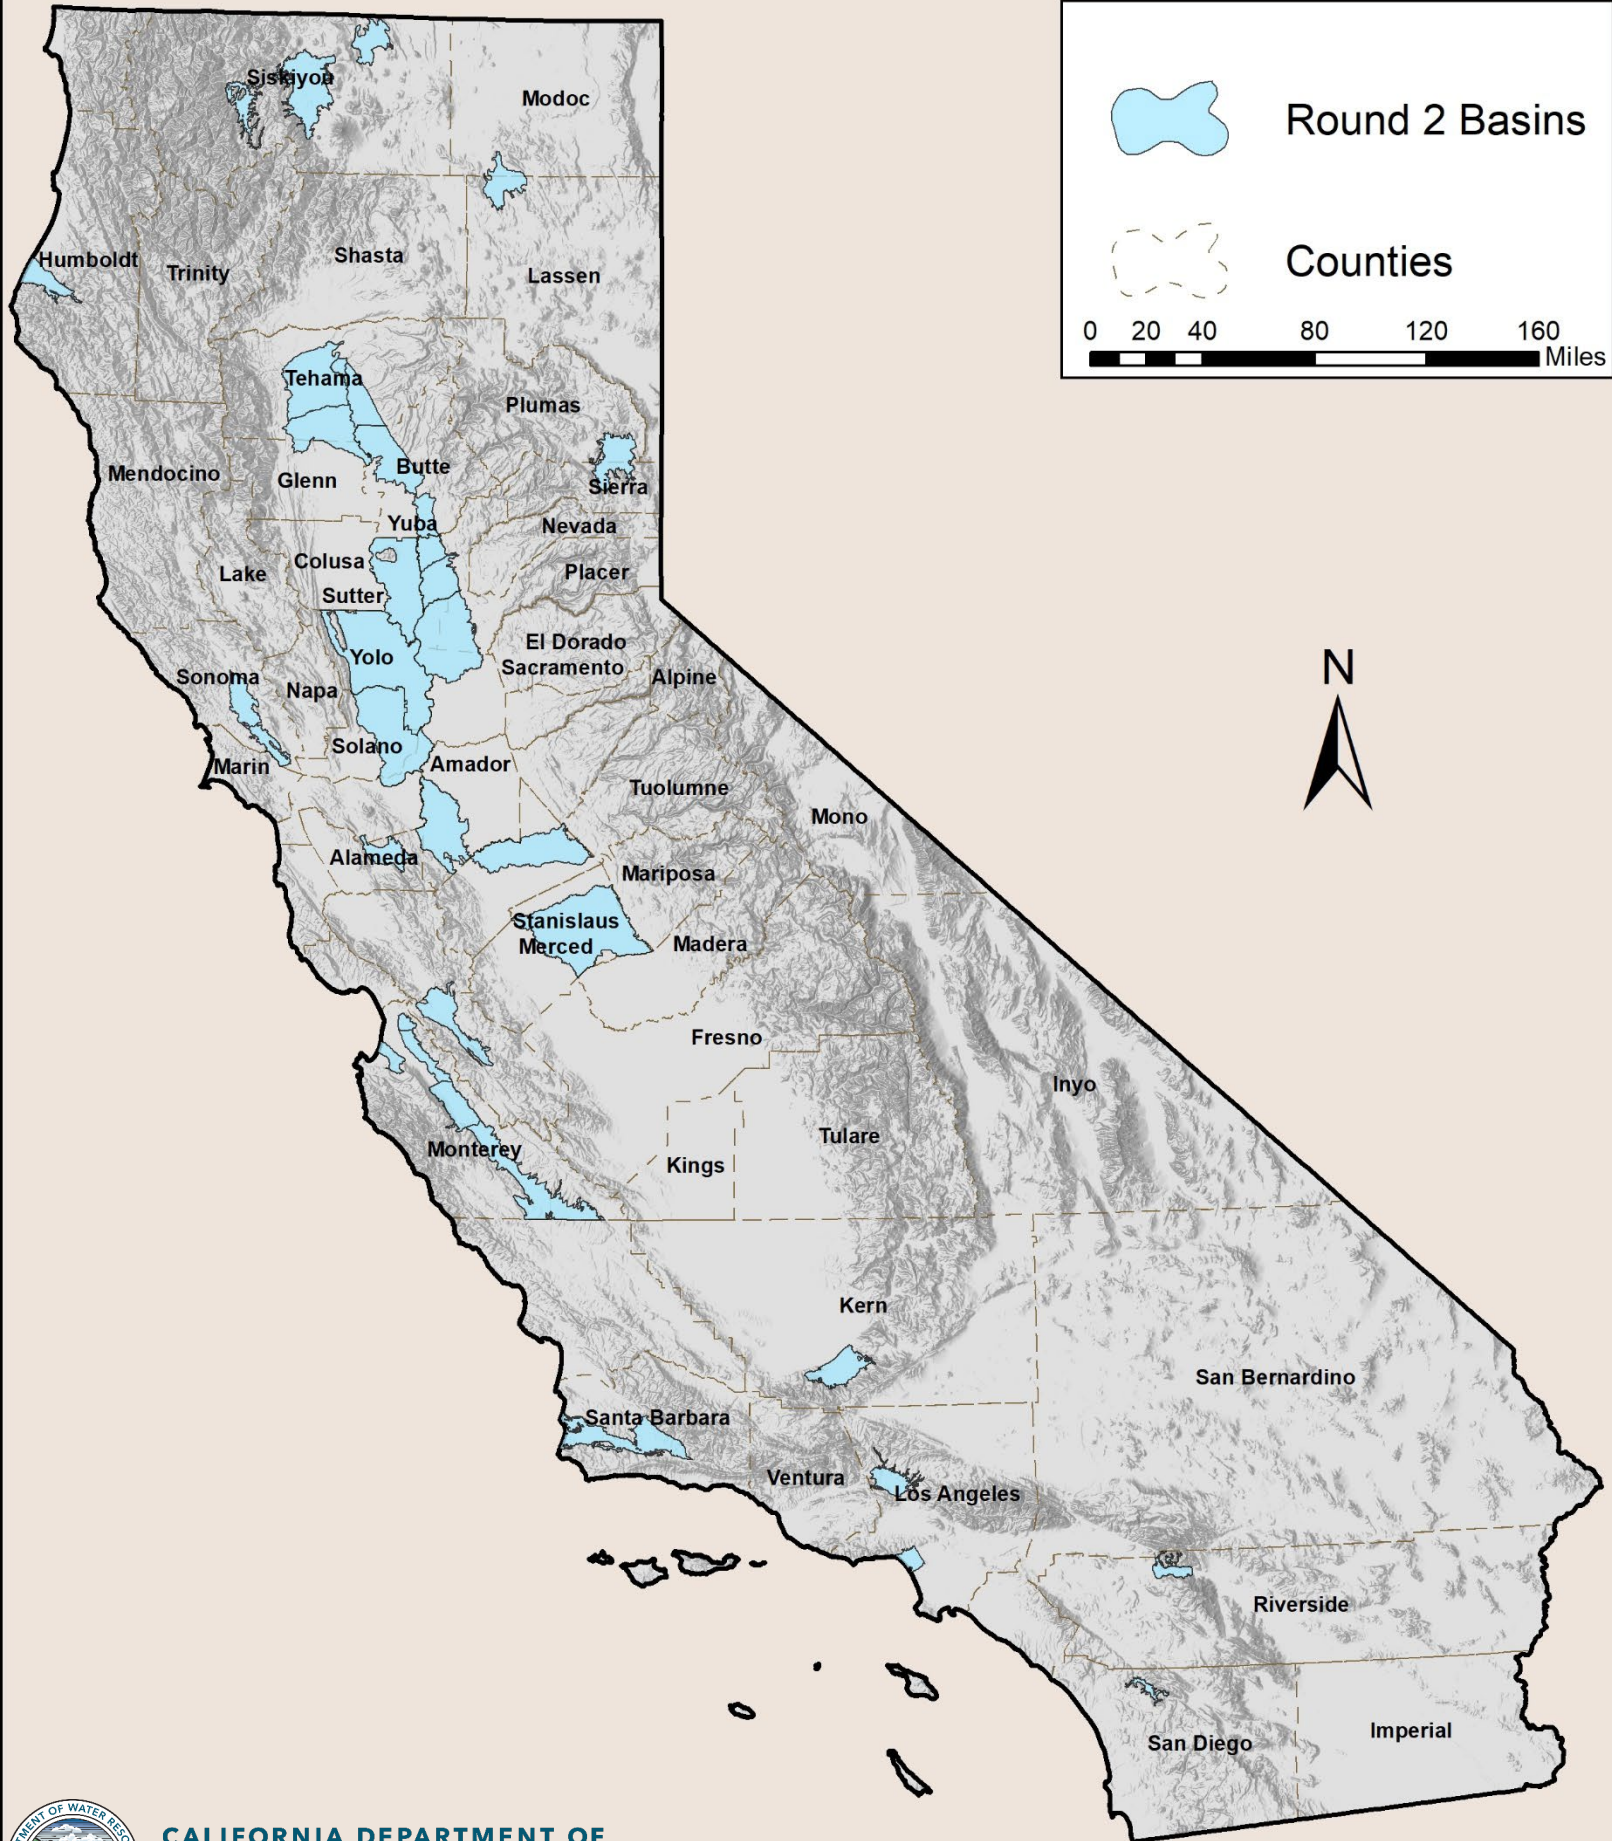 Round 2 Basins
Counties
0 20 40 80 120 160
Miles
N
Siskiyou
Modoc
Humboldt
Trinity
Shasta
Lassen
Tehama
Plumas
Mendocino
Glenn
Butte
Sierra
Yuba
Nevada
Colusa
Lake
Placer
Sutter
El Dorado
Yolo
Sacramento
Sonoma
Napa
Alpine
Solano
Marin
Amador
Tuolumne
Mono
Alameda
Mariposa
Stanislaus
Merced
Madera
Fresno
Inyo
Tulare
Monterey
Kings
Kern
San Bernardino
Santa Barbara
Ventura
Los Angeles
Riverside
San Diego
Imperial
CALIFORNIA DEPARTMENT OF